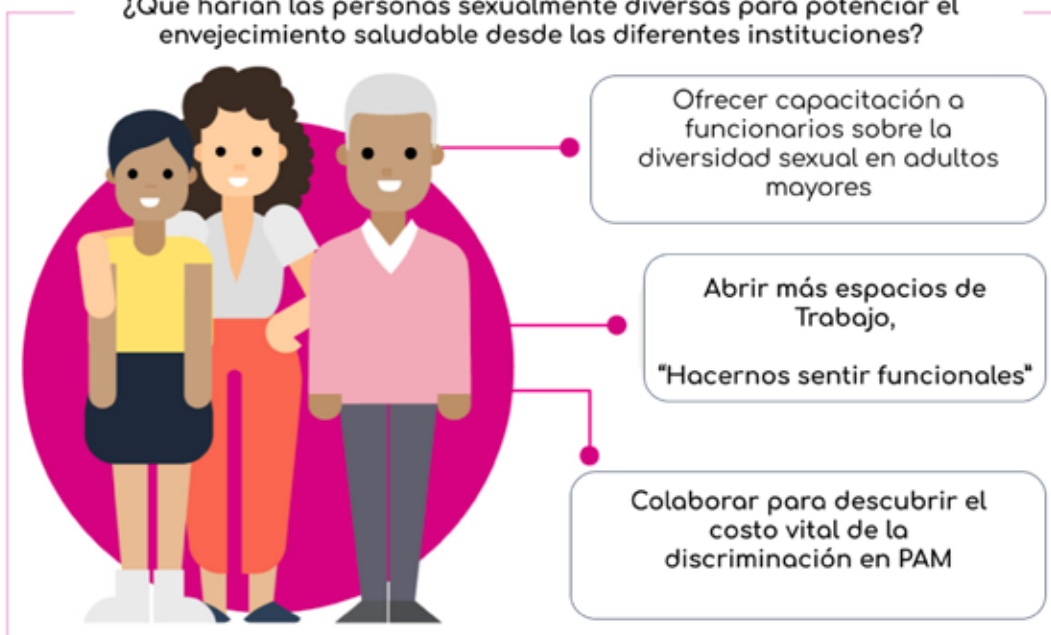 ¿Qué harían las personas sexualmente diversas para potenciar el
envejecimiento saludable desde las diferentes instituciones?
Ofrecer capacitación a
funcionarios sobre la
diversidad sexual en adultos
mayores
Abrir más espacios de
Trabajo,
“Hacernos sentir funcionales”
Colaborar para descubrir el
costo vital de la
discriminación en PAM